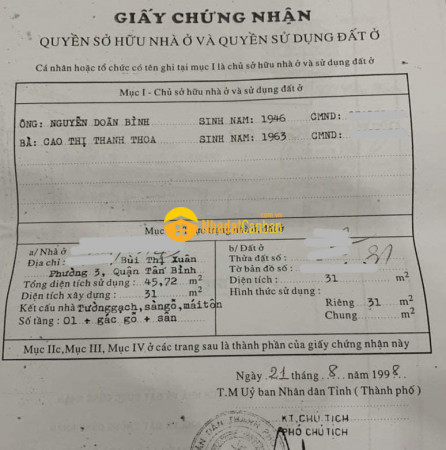 GIẤY CHỨNG NHẬN
QUYỀN SỞ HỮU NHÀ Ở VÀ QUYỀN SỬ DỤNG ĐẤT Ở
Cá nhân hoặc tổ chức có tên ghi tại mục I là chủ sở hữu nhà ở và sử dụng đất ở
Mục I - Chủ sở hữu nhà ở và sử dụng đất ở
ÔNG: NGUYỄN DOÃN BÌNH SINH NĂM: 1946 CMND:
BÀ: CAO THỊ THANH THOA SINH NĂM: 1963 CMND:
Mục
a/ Nhà ở
Địa chỉ : /Bùi Thị Xuân
Phường 3, Quận Tân Bình
Tổng diện tích sử dụng : 45,72 m²
Diện tích xây dựng : 31 m²
Kết cấu nhà Tường gạch, sàn gỗ, mái tôn
Số tầng : 01 + gác gỗ + sân
b/ Đất ở
Thửa đất số :
Tờ bản đồ số : 31
Diện tích : 31 m²
Hình thức sử dụng :
Riêng 31 m²
Chung m²
Mục IIc, Mục III, Mục IV ở các trang sau là thành phần của giấy chứng nhận này
Ngày 21 tháng 8 năm 1998
T.M Uỷ ban Nhân dân Tỉnh ( Thành phố )
KT.CHỦ TỊCH
PHÓ CHỦ TỊCH